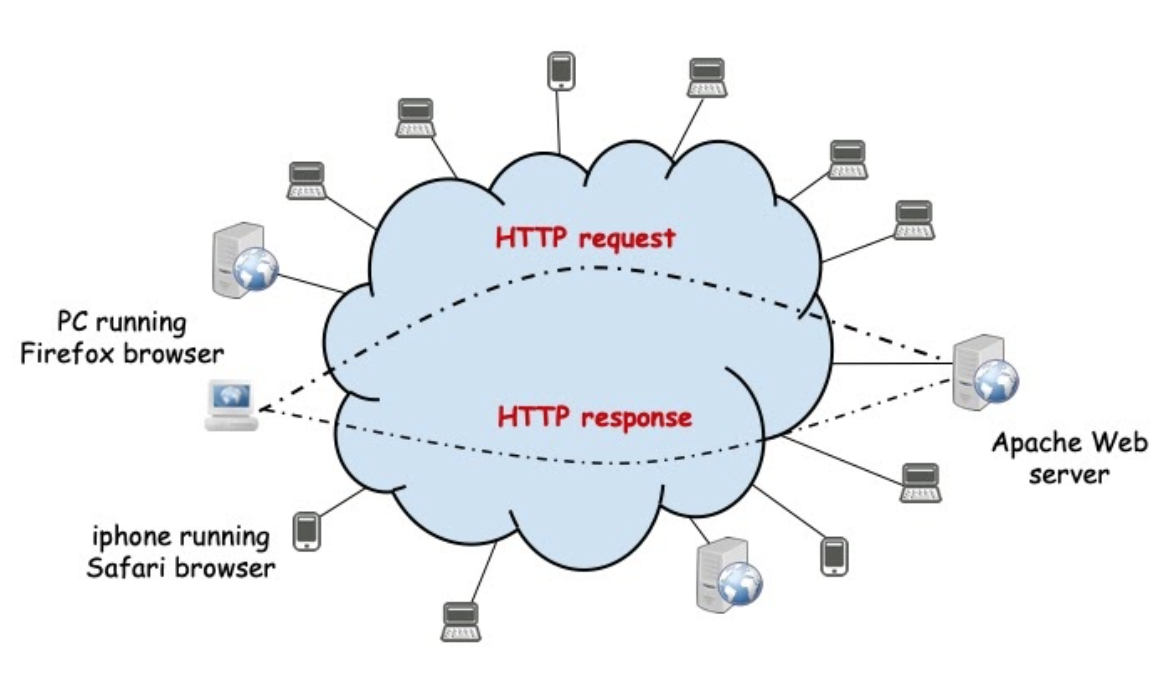 HTTP request
PC running
Firefox browser
HTTP response
Apache Web
server
iphone running
Safari browser